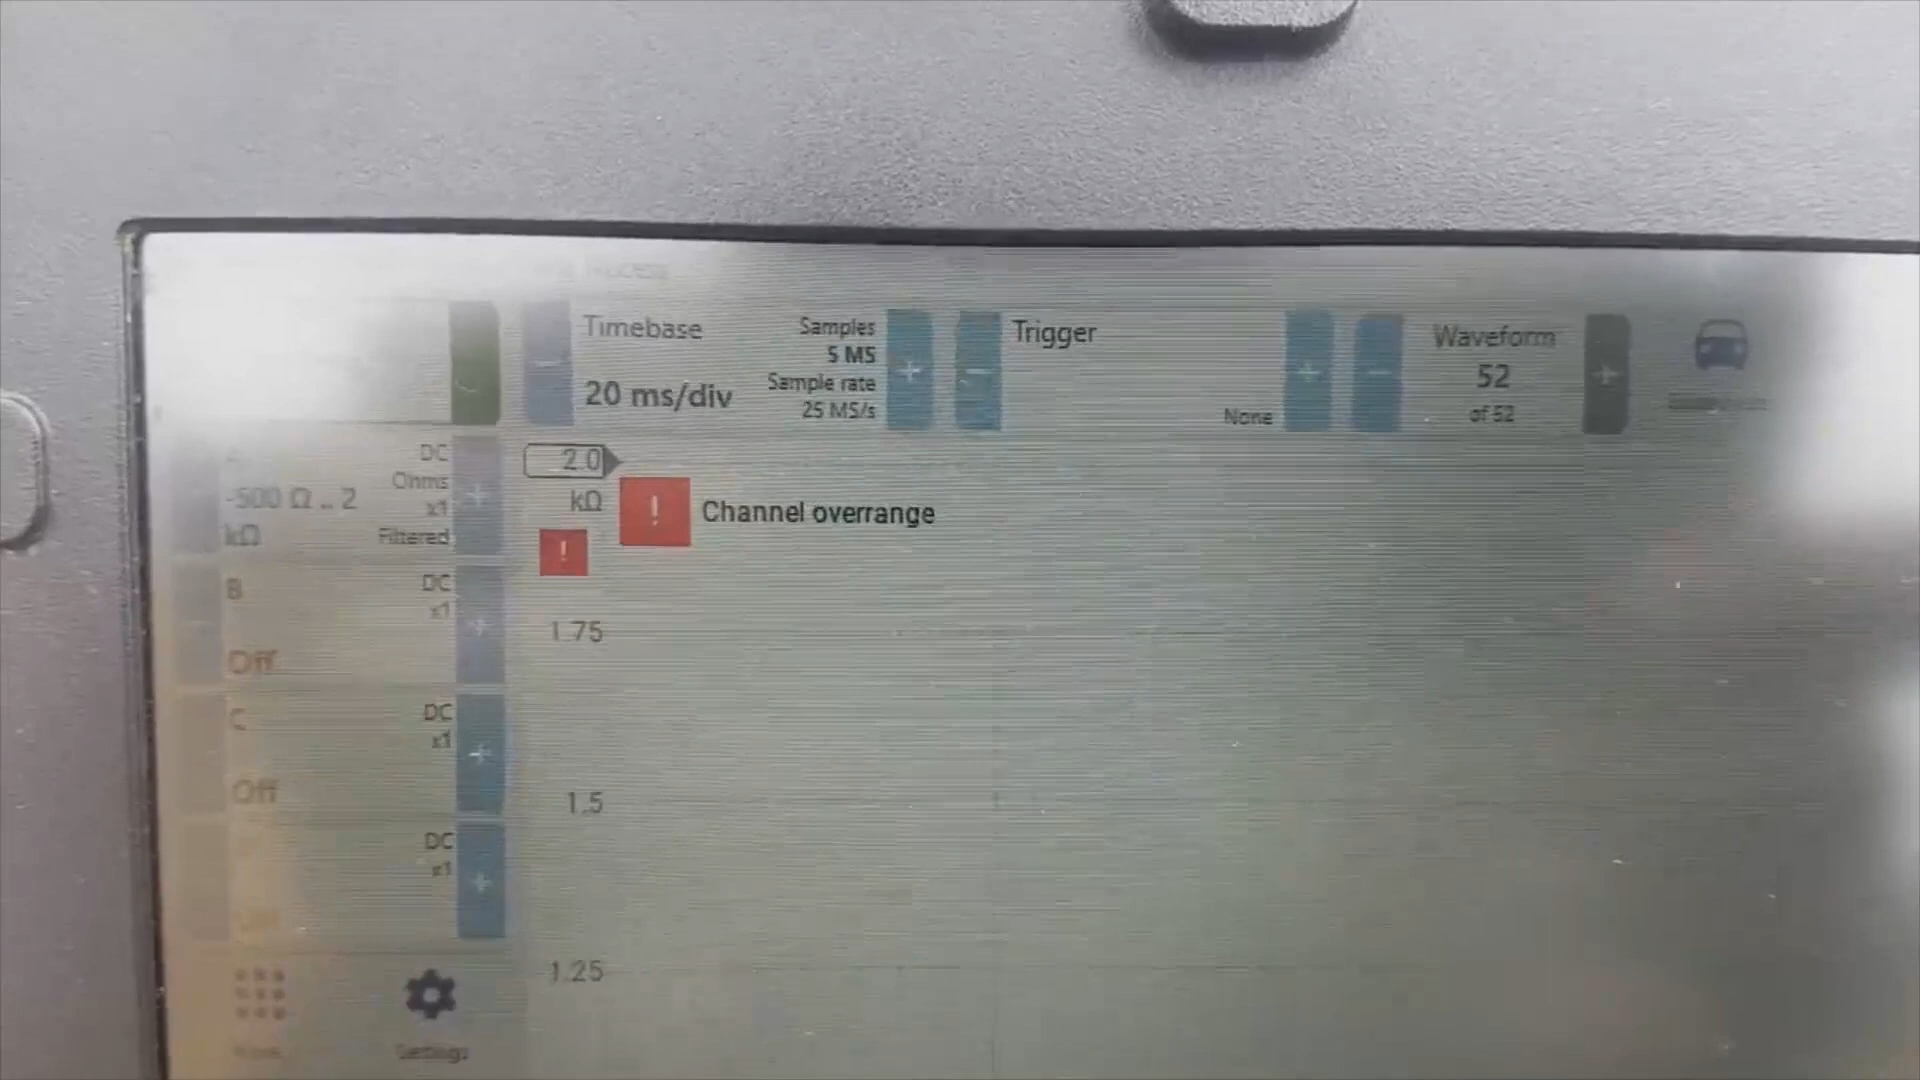 Timebase
20 ms/div
Samples
5 MS
Sample rate
25 MS/s
Trigger
None
Waveform
52
of 52
-500 Ω .. 2
kΩ
DC
Ohms
x1
Filtered
2.0
kΩ
!
! Channel overrange
B
DC
x1
Off
C
DC
x1
Off
DC
x1
1.75
1.5
1.25
Settings